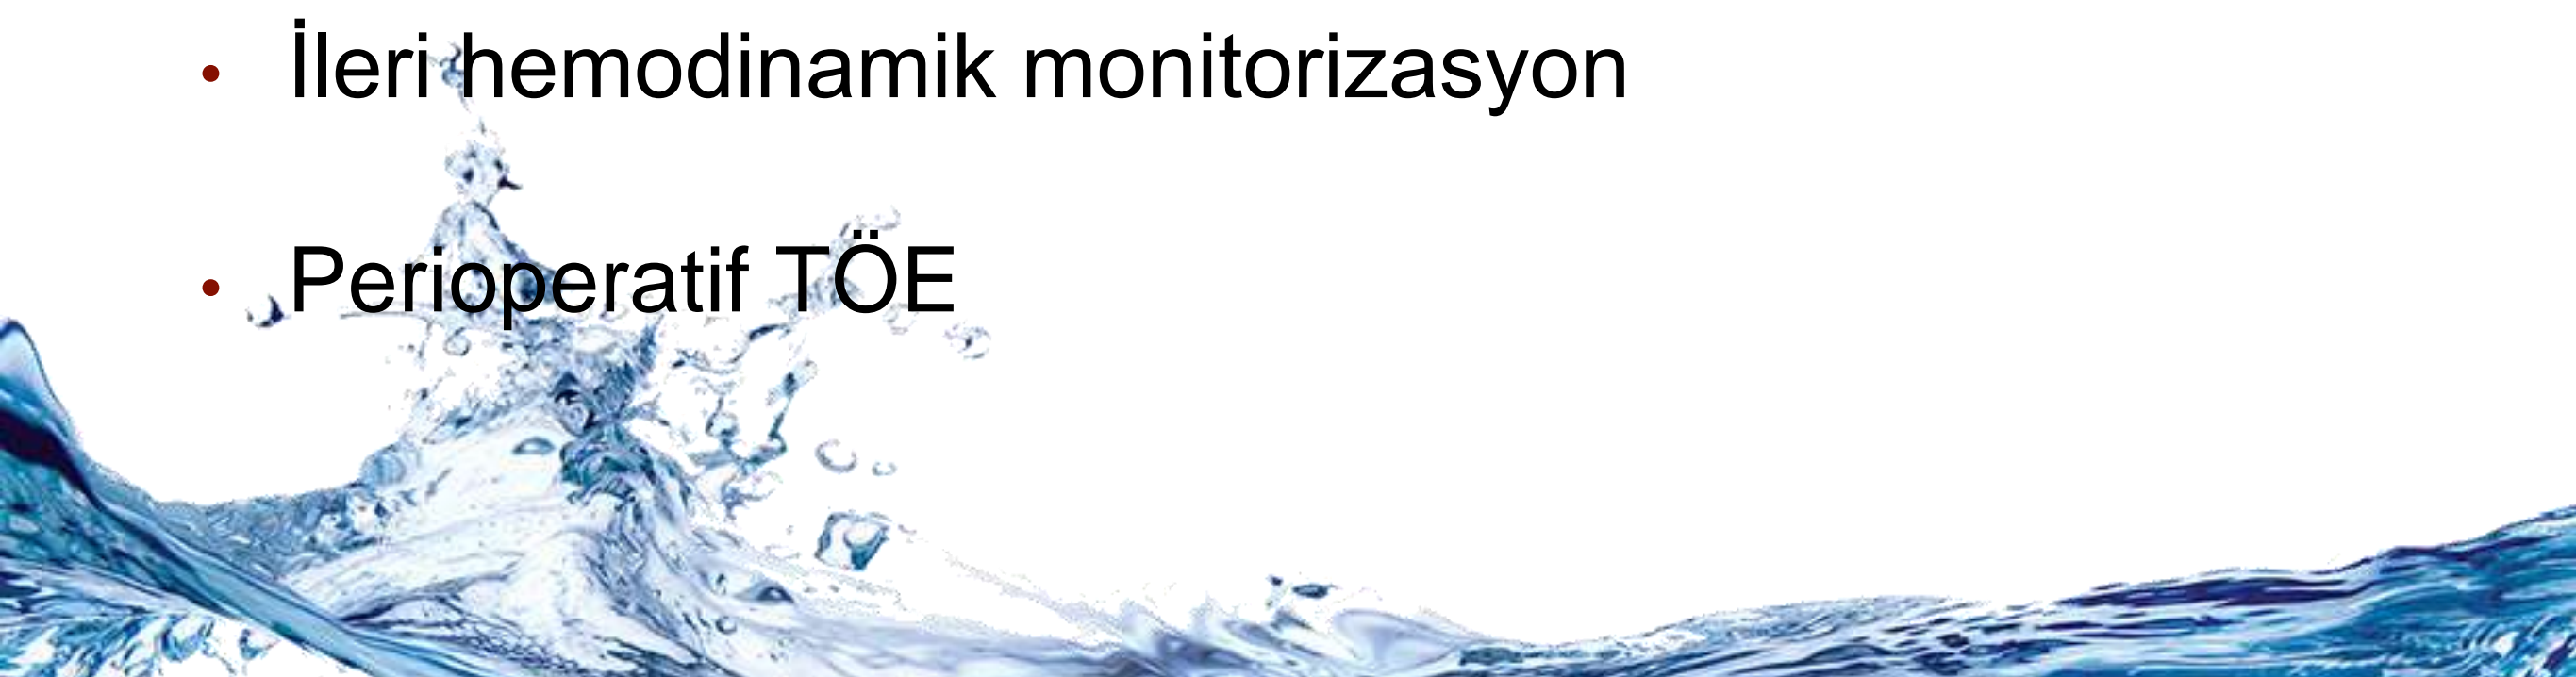 • İleri hemodinamik monitorizasyon
• Perioperatif TÖE